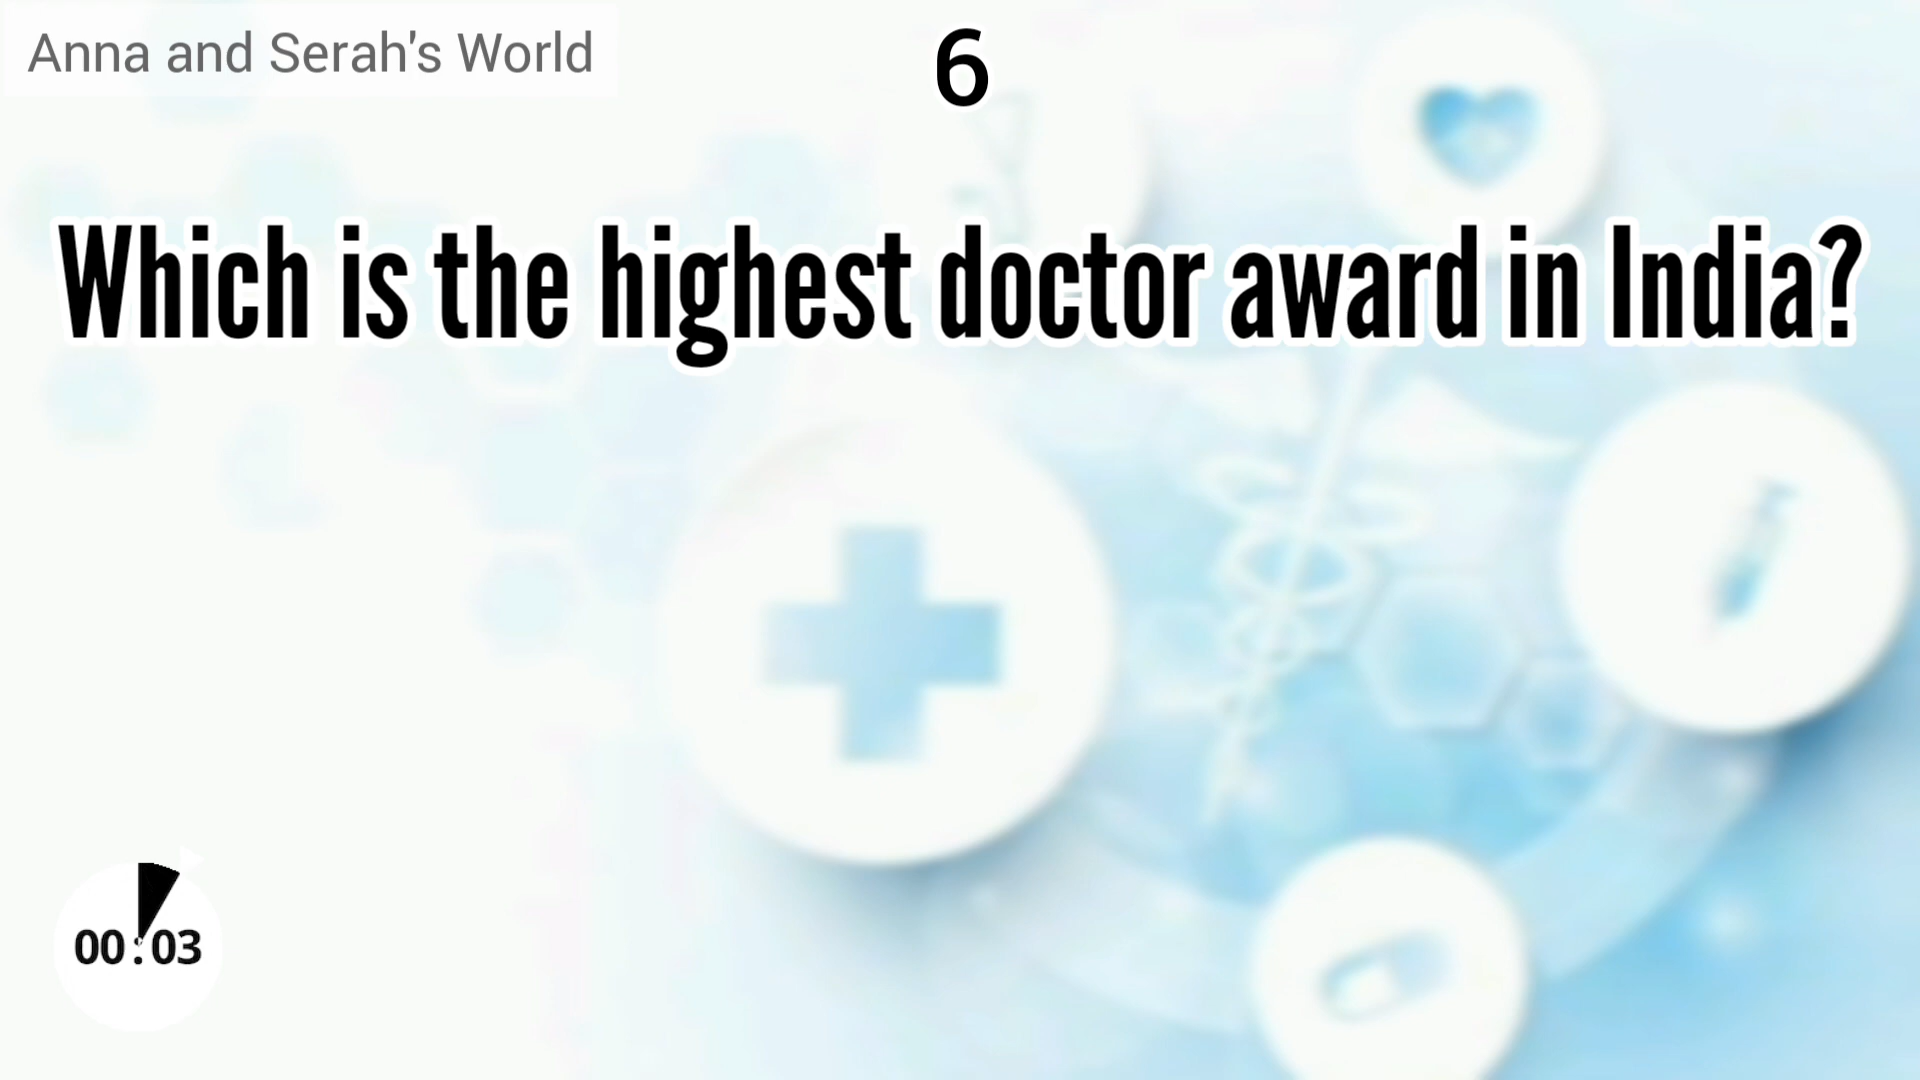 Anna and Serah's World
6
Which is the highest doctor award in India?
00:03